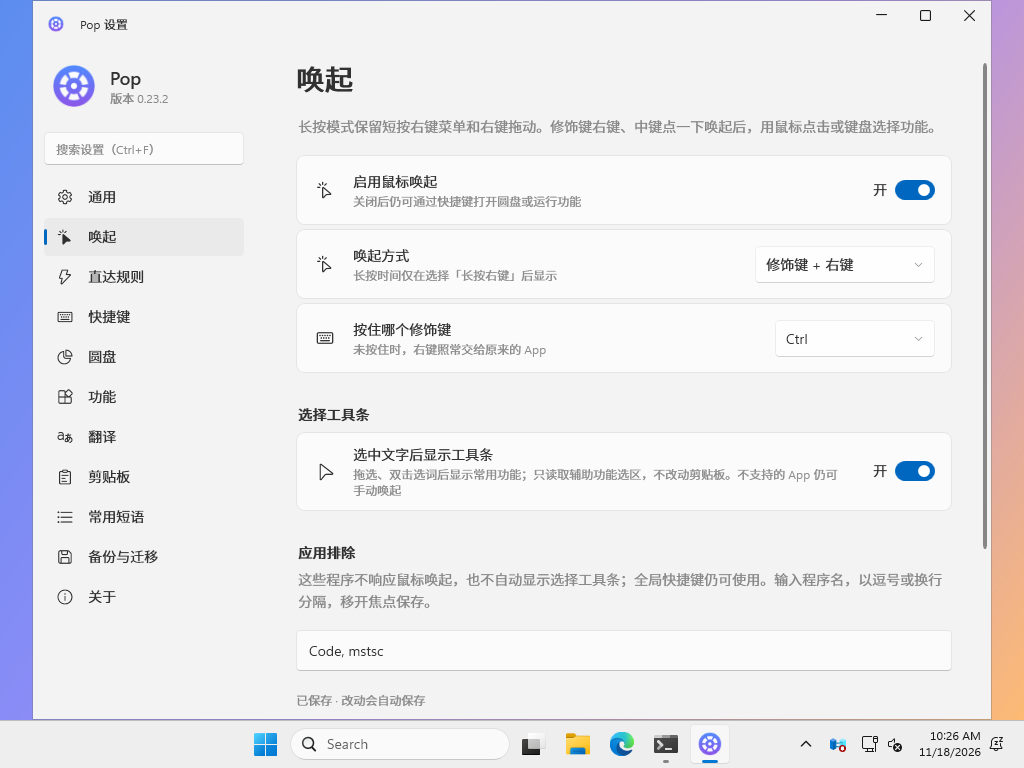 Pop 设置
Pop
版本 0.23.2
搜索设置（Ctrl+F）
通用
唤起
直达规则
快捷键
圆盘
功能
翻译
剪贴板
常用短语
备份与迁移
关于
唤起
长按模式保留短按右键菜单和右键拖动。修饰键右键、中键点一下唤起后，用鼠标点击或键盘选择功能。
启用鼠标唤起
关闭后仍可通过快捷键打开圆盘或运行功能
开
唤起方式
长按时间仅在选择「长按右键」后显示
修饰键 + 右键
按住哪个修饰键
未按住时，右键照常交给原来的 App
Ctrl
选择工具条
选中文字后显示工具条
拖选、双击选词后显示常用功能；只读取辅助功能选区，不改动剪贴板。不支持的 App 仍可
手动唤起
开
应用排除
这些程序不响应鼠标唤起，也不自动显示选择工具条；全局快捷键仍可使用。输入程序名，以逗号或换行
分隔，移开焦点保存。
Code, mstsc
已保存 · 改动会自动保存
Search
10:26 AM
11/18/2026